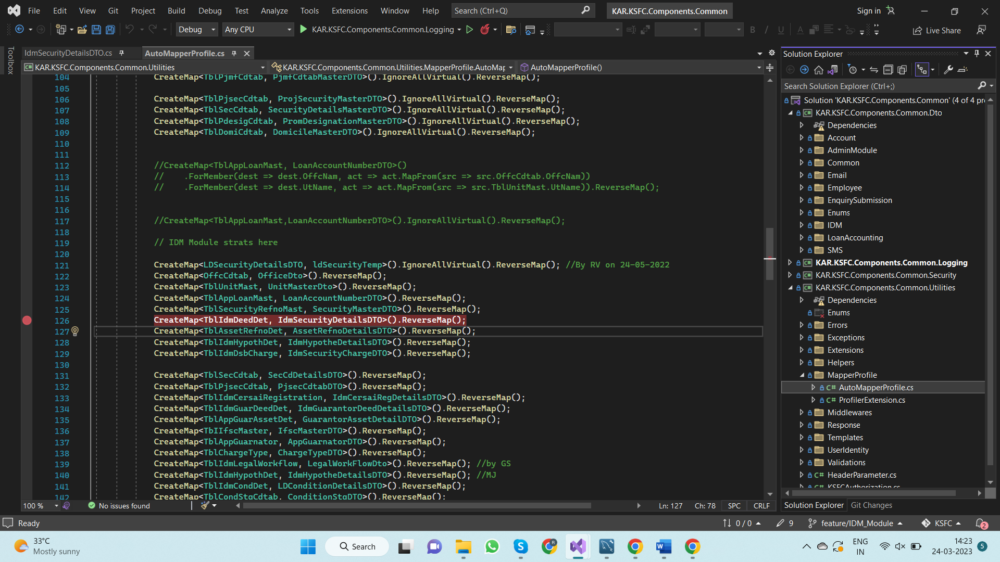 File Edit View Git Project Build Debug Test Analyze Tools Extensions Window Help Search (Ctrl+Q) KAR.KSFC.Components.Common Sign in
Debug Any CPU KAR.KSFC.Components.Common.Logging Live Share
Toolbox
IdmSecurityDetailsDTO.cs AutoMapperProfile.cs
KAR.KSFC.Components.Common.Utilities KAR.KSFC.Components.Common.Utilities.MapperProfile.AutoMap AutoMapperProfile()
104 CreateMap<TblPjmfCdtab, PjmfCdtabMasterDTO>().IgnoreAllVirtual().ReverseMap();
105
106 CreateMap<TblPjsecCdtab, ProjSecurityMasterDTO>().IgnoreAllVirtual().ReverseMap();
107 CreateMap<TblSecCdtab, SecurityDetailsMasterDTO>().IgnoreAllVirtual().ReverseMap();
108 CreateMap<TblPdesigCdtab, PromDesignationMasterDTO>().IgnoreAllVirtual().ReverseMap();
109 CreateMap<TblDomiCdtab, DomicileMasterDTO>().IgnoreAllVirtual().ReverseMap();
110
111
112 //CreateMap<TblAppLoanMast, LoanAccountNumberDTO>()
113 // .ForMember(dest => dest.OffcNam, act => act.MapFrom(src => src.OffcCdtab.OffcNam))
114 // .ForMember(dest => dest.UtName, act => act.MapFrom(src => src.TblUnitMast.UtName)).ReverseMap();
115
116
117 //CreateMap<TblAppLoanMast,LoanAccountNumberDTO>().IgnoreAllVirtual().ReverseMap();
118
119 // IDM Module strats here
120
121 CreateMap<LDSecurityDetailsDTO, ldSecurityTemp>().IgnoreAllVirtual().ReverseMap(); //By RV on 24-05-2022
122 CreateMap<OffcCdtab, OfficeDto>().ReverseMap();
123 CreateMap<TblUnitMast, UnitMasterDto>().ReverseMap();
124 CreateMap<TblAppLoanMast, LoanAccountNumberDTO>().ReverseMap();
125 CreateMap<TblSecurityRefnoMast, SecurityMasterDTO>().ReverseMap();
126 CreateMap<TblIdmDeedDet, IdmSecurityDetailsDTO>().ReverseMap();
127 CreateMap<TblAssetRefnoDet, AssetRefnoDetailsDTO>().ReverseMap();
128 CreateMap<TblIdmHypothDet, IdmHypotheDetailsDTO>().ReverseMap();
129 CreateMap<TblIdmDsbCharge, IdmSecurityChargeDTO>().ReverseMap();
130
131 CreateMap<TblSecCdtab, SecCdDetailsDTO>().ReverseMap();
132 CreateMap<TblPjsecCdtab, PjsecCdtabDTO>().ReverseMap();
133 CreateMap<TblIdmCersaiRegistration, IdmCersaiRegDetailsDTO>().ReverseMap();
134 CreateMap<TblIdmGuarDeedDet, IdmGuarantorDeedDetailsDTO>().ReverseMap();
135 CreateMap<TblAppGuarAssetDet, GuarantorAssetDetailDTO>().ReverseMap();
136 CreateMap<TbIIfscMaster, IfscMasterDTO>().ReverseMap();
137 CreateMap<TblAppGuarnator, AppGuarnatorDTO>().ReverseMap();
138 CreateMap<TblChargeType, ChargeTypeDTO>().ReverseMap();
139 CreateMap<TblIdmLegalWorkflow, LegalWorkFlowDto>().ReverseMap(); //by GS
140 CreateMap<TblIdmHypothDet, IdmHypotheDetailsDTO>().ReverseMap(); //MJ
141 CreateMap<TblIdmCondDet, LDConditionDetailsDTO>().ReverseMap();
142 CreateMap<TblCondStgCdtab, ConditionStgDTO>().ReverseMap();
100 % No issues found Ln: 127 Ch: 78 SPC CRLF
Solution Explorer
Search Solution Explorer (Ctrl+;)
Solution 'KAR.KSFC.Components.Common' (4 of 4 pr
KAR.KSFC.Components.Common.Dto
Dependencies
Account
AdminModule
Common
Email
Employee
EnquirySubmission
Enums
IDM
LoanAccounting
SMS
KAR.KSFC.Components.Common.Logging
KAR.KSFC.Components.Common.Security
KAR.KSFC.Components.Common.Utilities
Dependencies
Enums
Errors
Exceptions
Extensions
Helpers
MapperProfile
C# AutoMapperProfile.cs
C# ProfilerExtension.cs
Middlewares
Response
Templates
UserIdentity
Validations
C# HeaderParameter.cs
C# KSFCAuthorization.cs
Solution Explorer Git Changes
Ready 0 / 0 9 feature/IDM_Module KSFC 2
33°C
Mostly sunny
Search
ENG
IN
14:23
24-03-2023
5